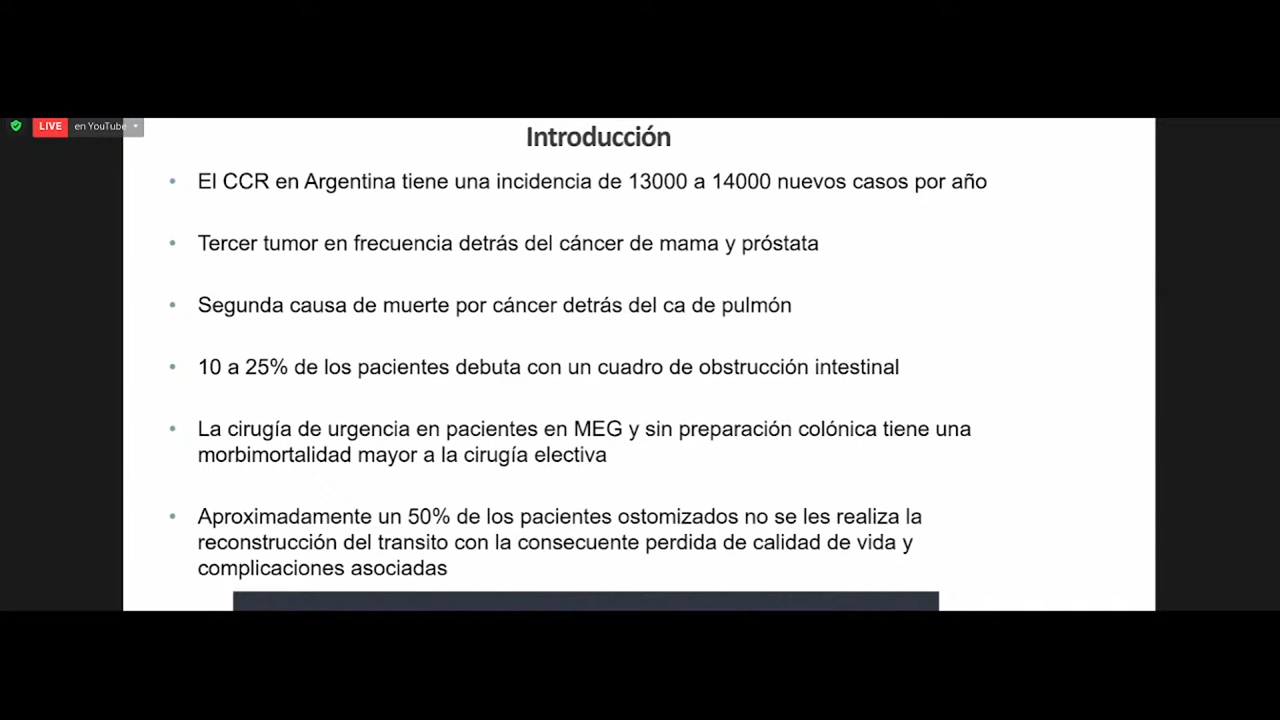 LIVE en YouTube
Introducción
• El CCR en Argentina tiene una incidencia de 13000 a 14000 nuevos casos por año
• Tercer tumor en frecuencia detrás del cáncer de mama y próstata
• Segunda causa de muerte por cáncer detrás del ca de pulmón
• 10 a 25% de los pacientes debuta con un cuadro de obstrucción intestinal
• La cirugía de urgencia en pacientes en MEG y sin preparación colónica tiene una
morbimortalidad mayor a la cirugía electiva
• Aproximadamente un 50% de los pacientes ostomizados no se les realiza la
reconstrucción del transito con la consecuente perdida de calidad de vida y
complicaciones asociadas